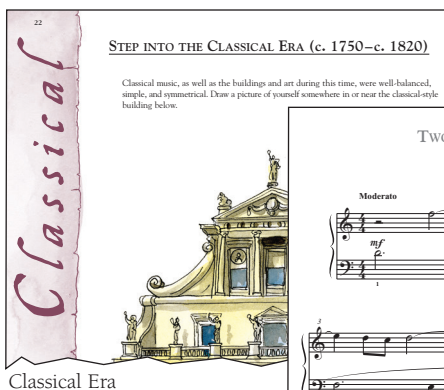 22
Classical
STEP INTO THE CLASSICAL ERA (c. 1750–c. 1820)
Classical music, as well as the buildings and art during this time, were well-balanced,
simple, and symmetrical. Draw a picture of yourself somewhere in or near the classical-style
building below.
Two
Moderato
mf
1
3
Classical Era